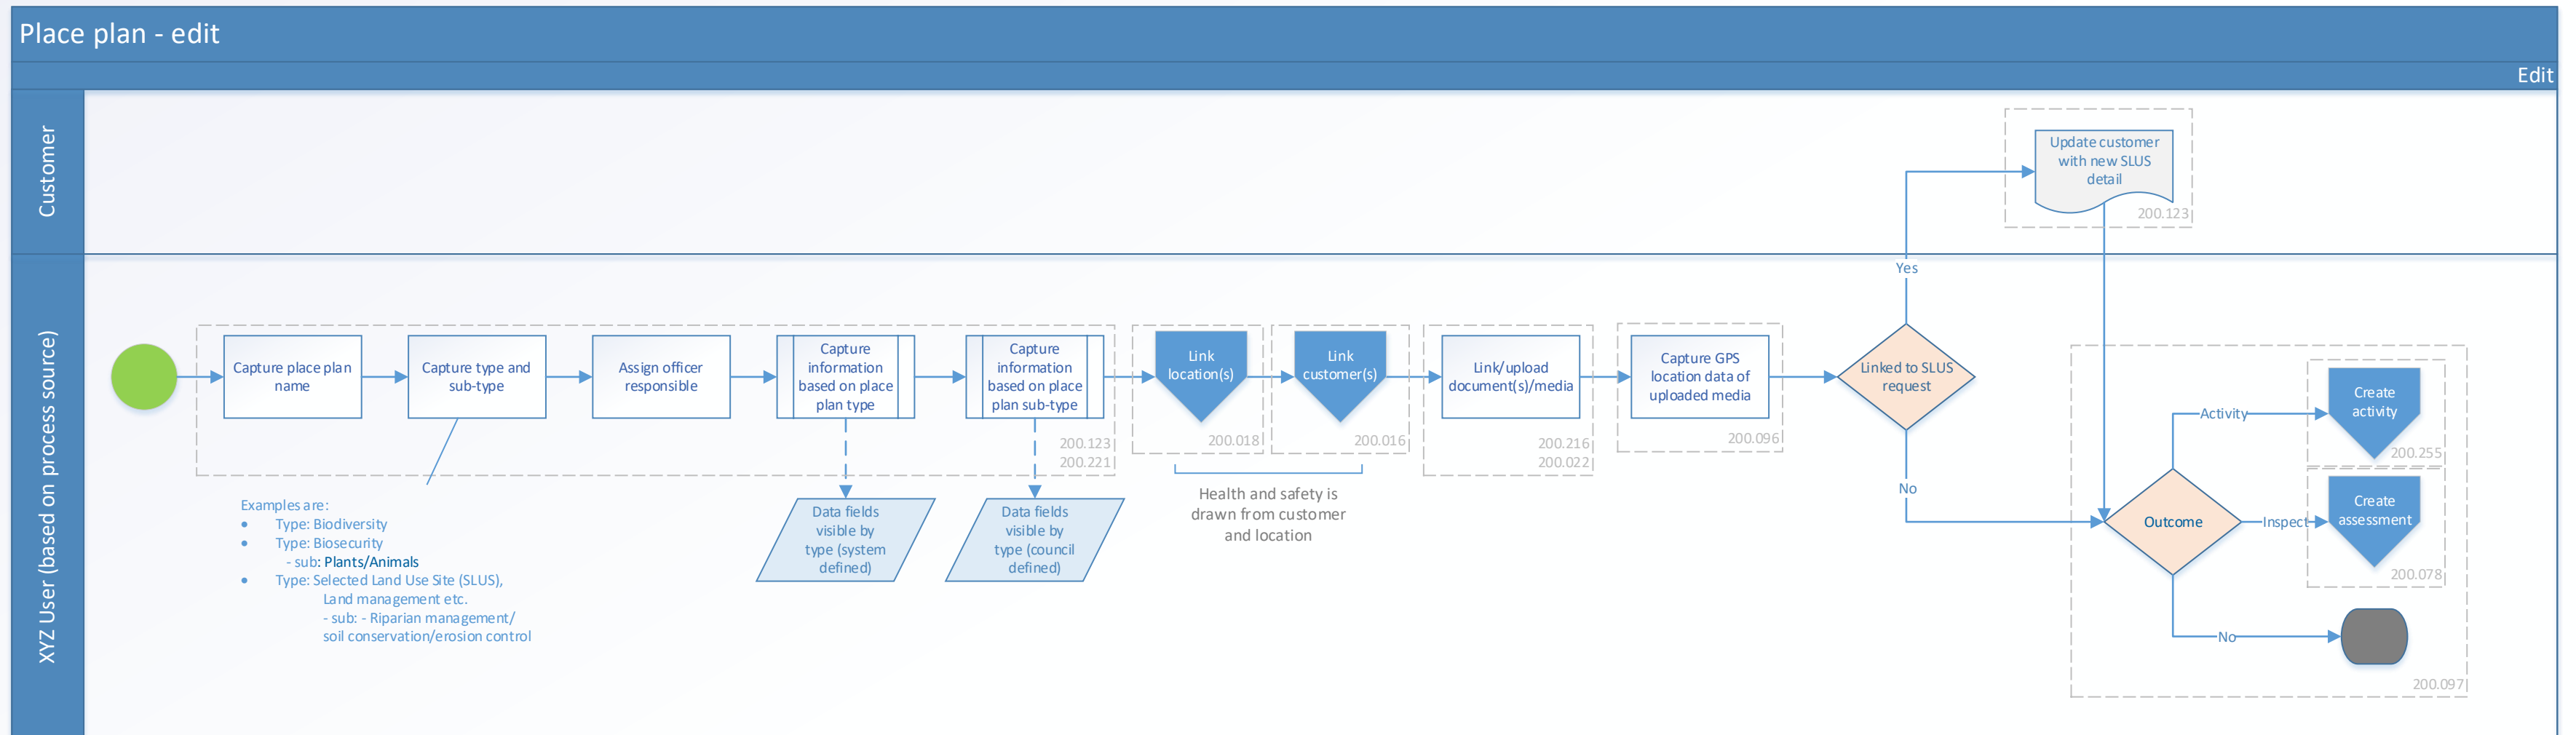 Place plan - edit
Edit
Customer
Update customer
with new SLUS
detail
200.123
XYZ User (based on process source)
Yes
Capture place plan
name
Capture type and
sub-type
Assign officer
responsible
Capture
information
based on place
plan type
Capture
information
based on place
plan sub-type
200.123
200.221
Link
location(s)
200.018
Link
customer(s)
200.016
Link/upload
document(s)/media
200.216
200.022
Capture GPS
location data of
uploaded media
200.096
Linked to SLUS
request
No
Examples are:
• Type: Biodiversity
• Type: Biosecurity
- sub: Plants/Animals
• Type: Selected Land Use Site (SLUS),
Land management etc.
- sub: - Riparian management/
soil conservation/erosion control
Data fields
visible by
type (system
defined)
Data fields
visible by
type (council
defined)
Health and safety is
drawn from customer
and location
Outcome
Activity
Create
activity
200.255
Inspect
Create
assessment
200.078
No
200.097